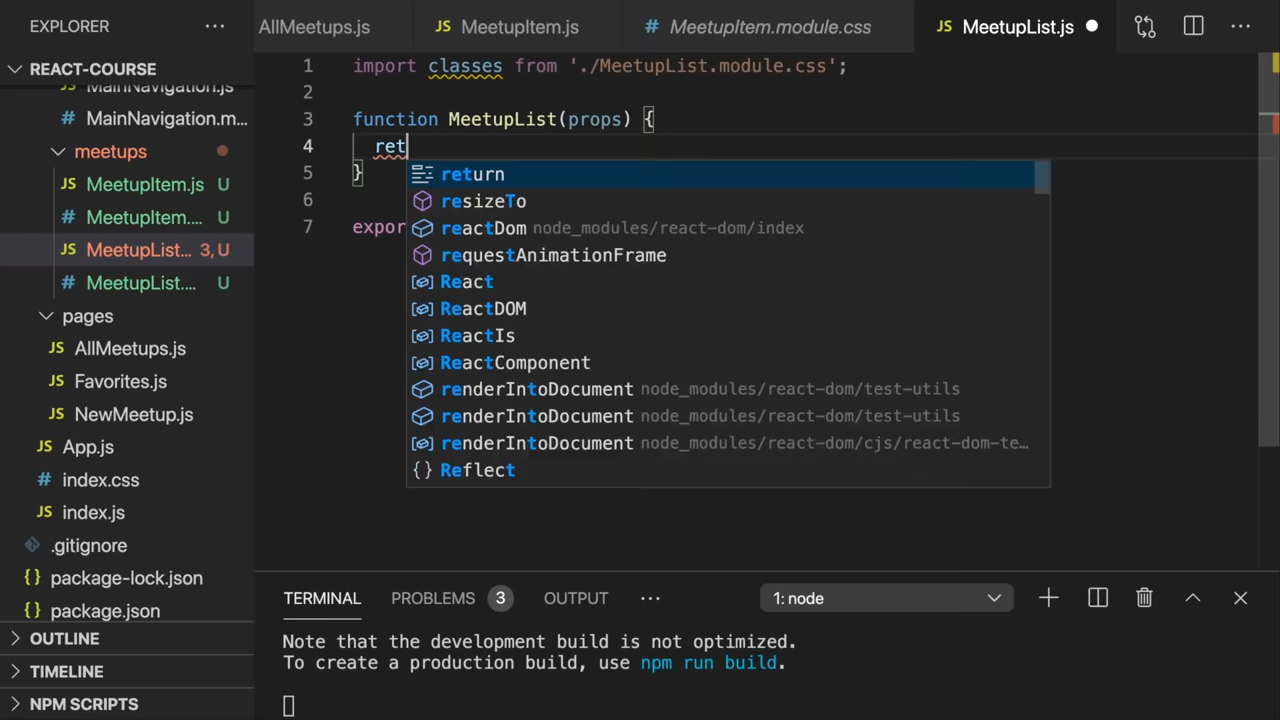 EXPLORER
AllMeetups.js
MeetupItem.js
MeetupItem.module.css
MeetupList.js
REACT-COURSE
MainNavigation.js
MainNavigation.m...
meetups
MeetupItem.js U
MeetupItem.... U
MeetupList... 3, U
MeetupList.... U
pages
AllMeetups.js
Favorites.js
NewMeetup.js
App.js
index.css
index.js
.gitignore
package-lock.json
package.json
OUTLINE
TIMELINE
NPM SCRIPTS
1 import classes from './MeetupList.module.css';
2
3 function MeetupList(props) {
4 ret
5 }
6
7 expor
return
resizeTo
reactDom node_modules/react-dom/index
requestAnimationFrame
React
ReactDOM
ReactIs
ReactComponent
renderIntoDocument node_modules/react-dom/test-utils
renderIntoDocument node_modules/react-dom/test-utils
renderIntoDocument node_modules/react-dom/cjs/react-dom-te...
Reflect
TERMINAL PROBLEMS 3 OUTPUT ... 1: node
Note that the development build is not optimized.
To create a production build, use npm run build.